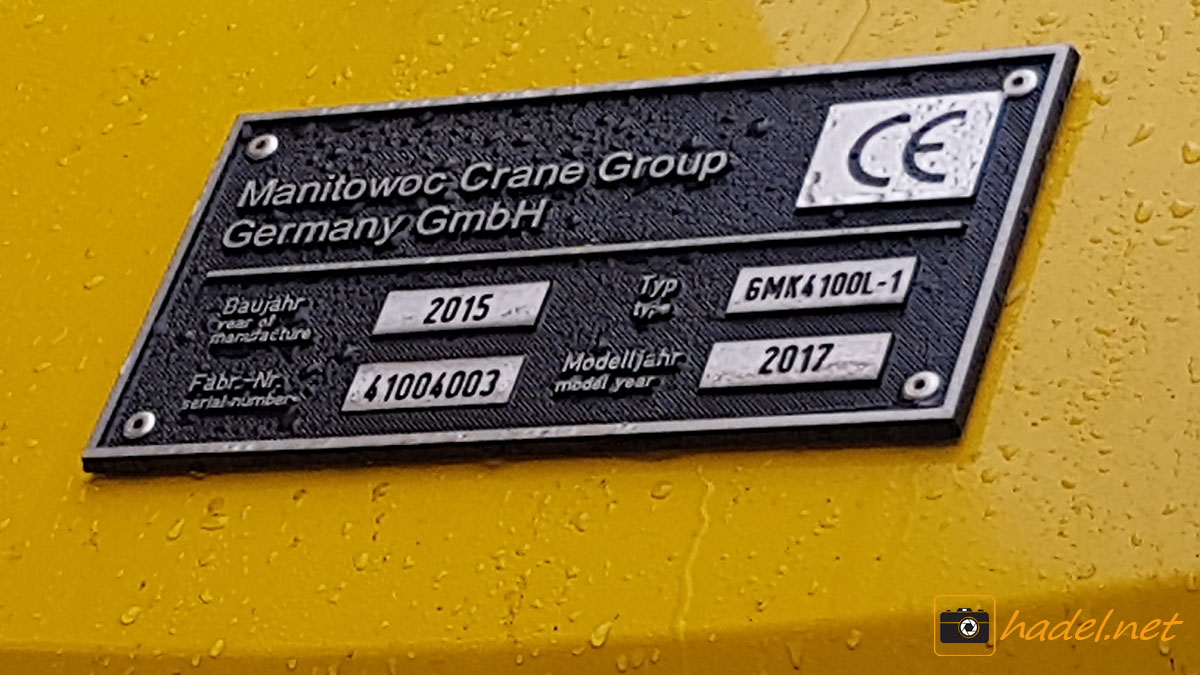 Manitowoc Crane Group
Germany GmbH
CE
Baujahr
year of
manufacture
2015
Typ
type
GMK4100L-1
Fabr.-Nr.
serial-number
41004003
Modelljahr
model year
2017
hadel.net